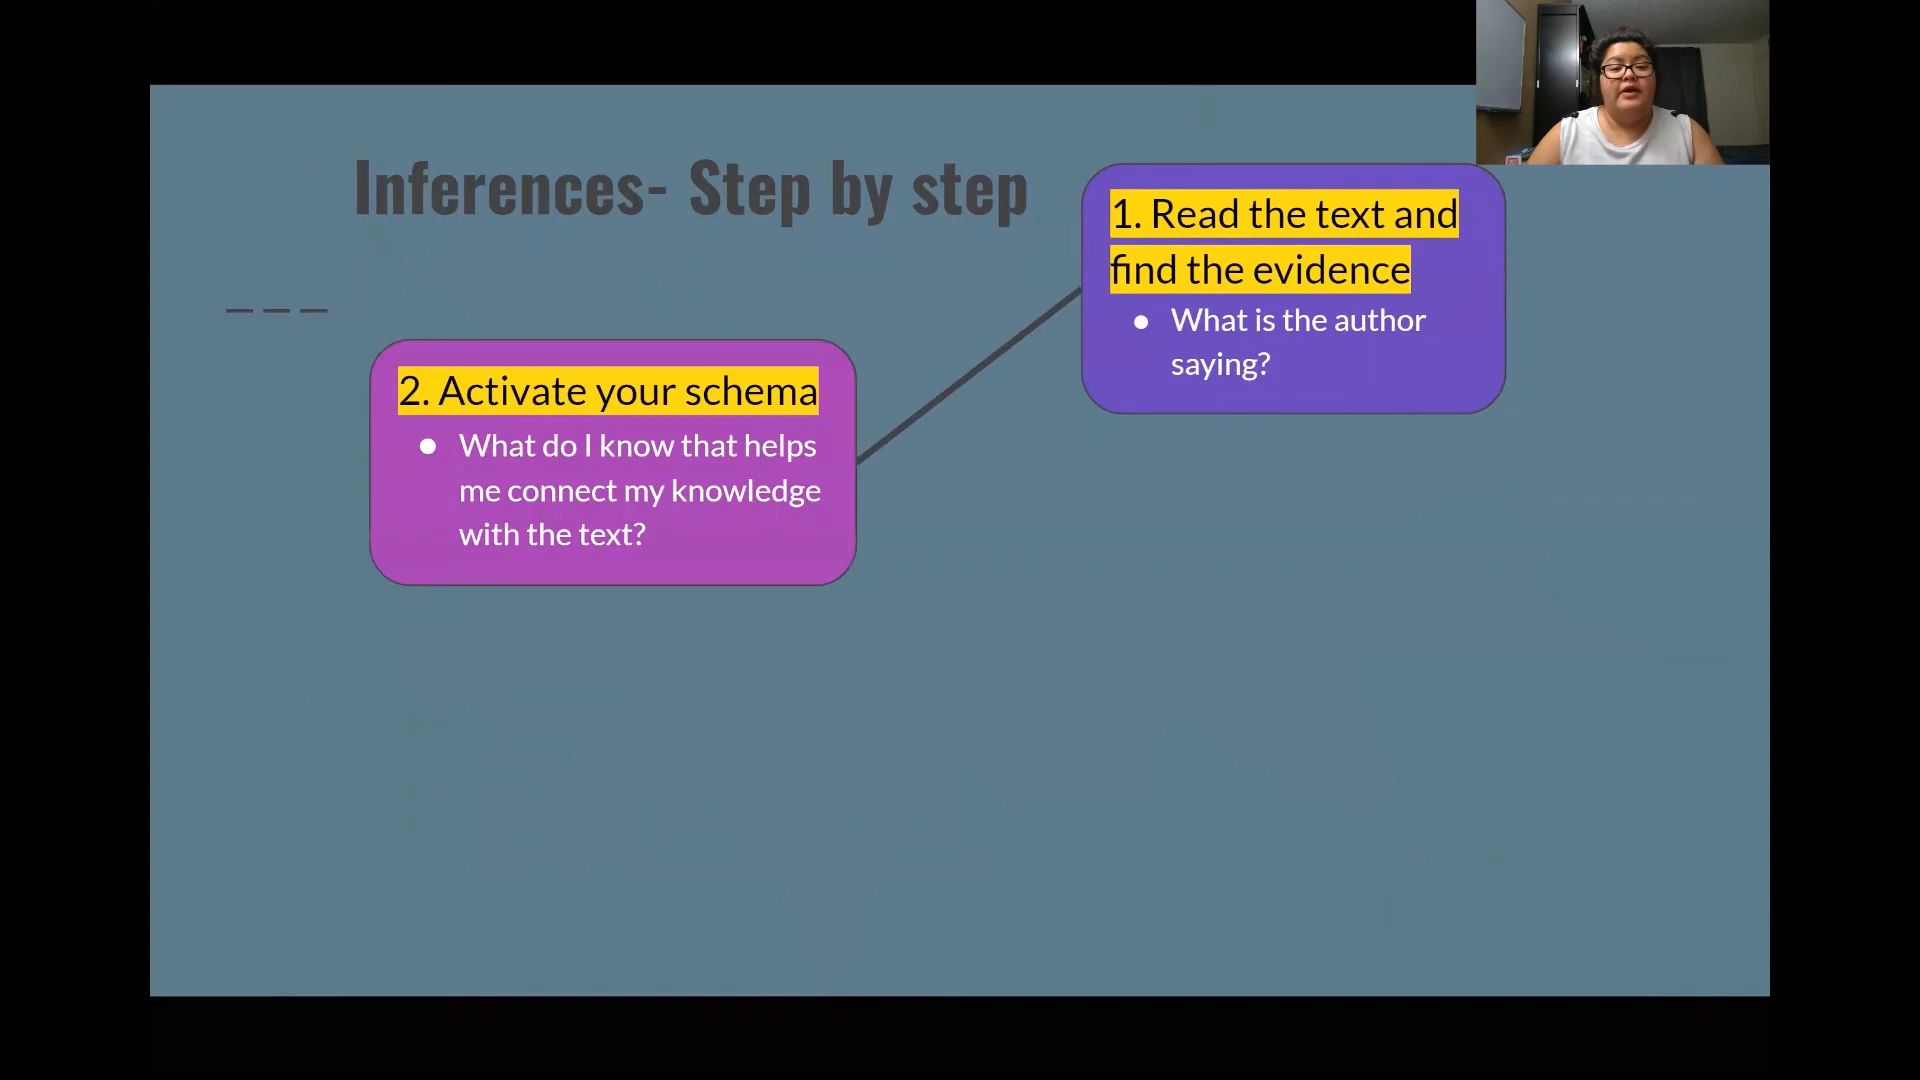 Inferences- Step by step
1. Read the text and
find the evidence
● What is the author
saying?
2. Activate your schema
● What do I know that helps
me connect my knowledge
with the text?